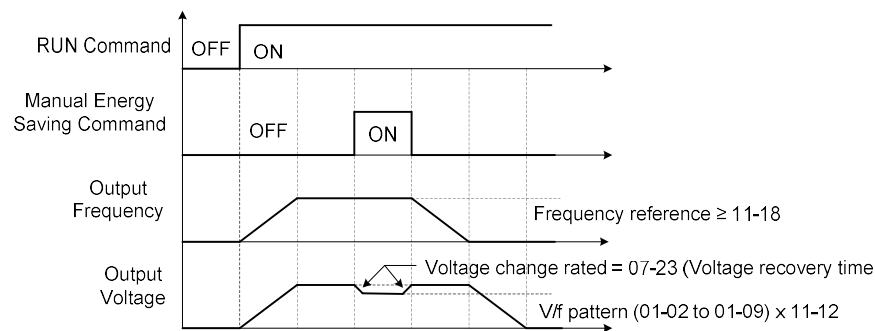 RUN Command
OFF
ON
Manual Energy
Saving Command
OFF
ON
Output
Frequency
Frequency reference ≥ 11-18
Output
Voltage
Voltage change rated = 07-23 (Voltage recovery time
V/f pattern (01-02 to 01-09) x 11-12